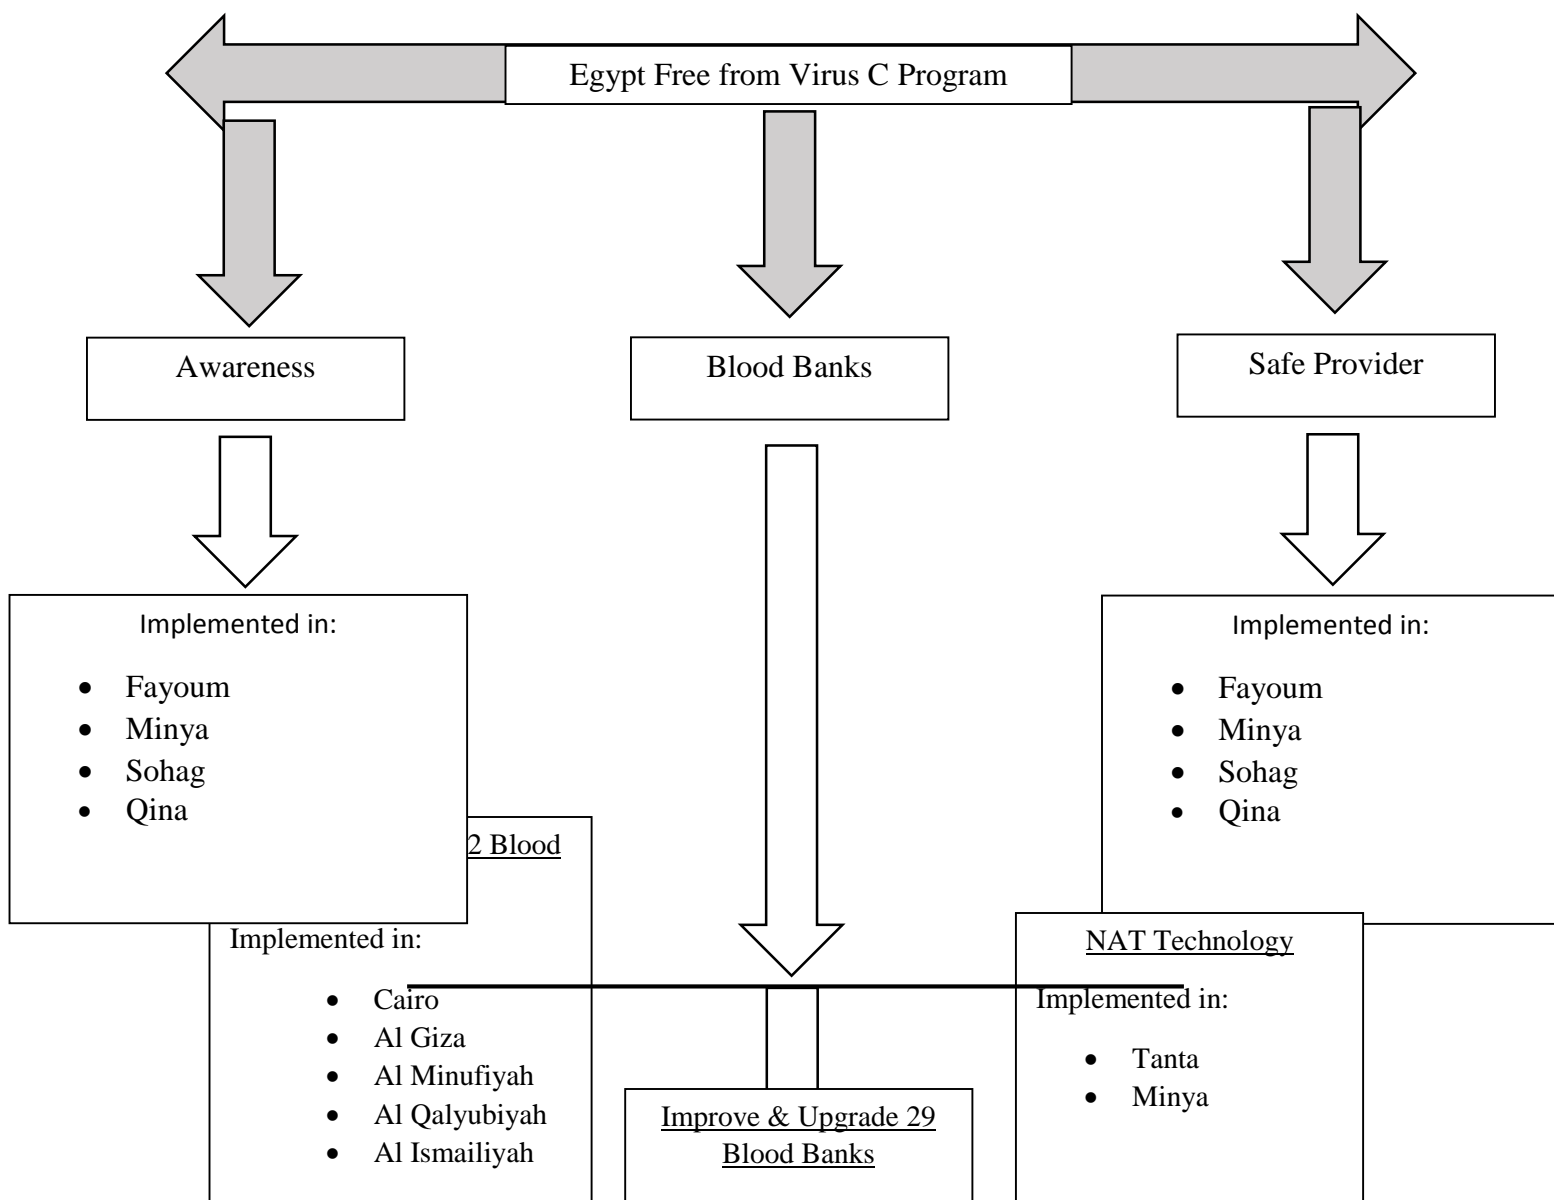 Egypt Free from Virus C Program
Awareness
Blood Banks
Safe Provider
Implemented in:
• Fayoum
• Minya
• Sohag
• Qina
Implemented in:
• Fayoum
• Minya
• Sohag
• Qina
2 Blood
Implemented in:
• Cairo
• Al Giza
• Al Minufiyah
• Al Qalyubiyah
• Al Ismailiyah
Improve & Upgrade 29
Blood Banks
NAT Technology
Implemented in:
• Tanta
• Minya